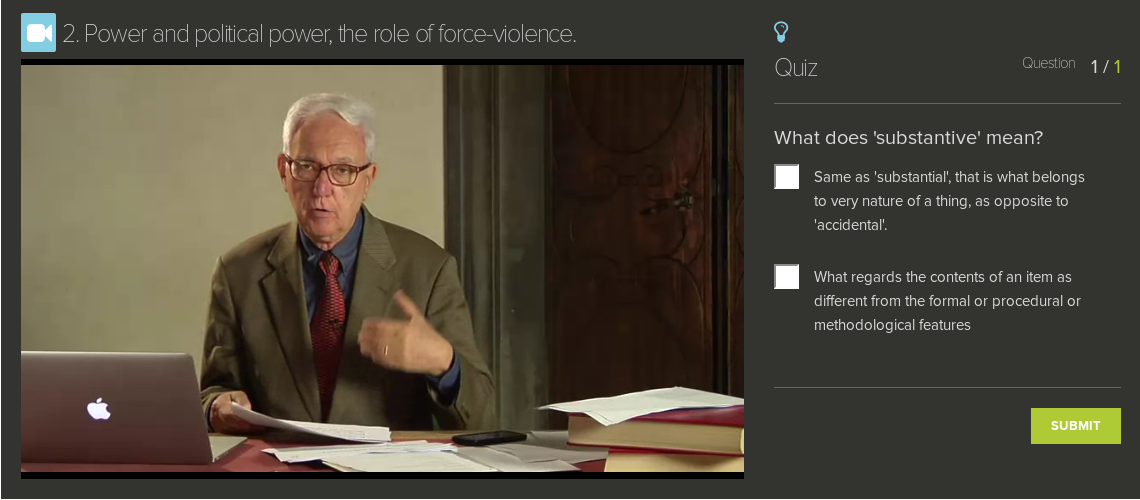 2. Power and political power, the role of force-violence.
Quiz
Question 1 / 1
What does 'substantive' mean?
Same as 'substantial', that is what belongs
to very nature of a thing, as opposite to
'accidental'.
What regards the contents of an item as
different from the formal or procedural or
methodological features
SUBMIT